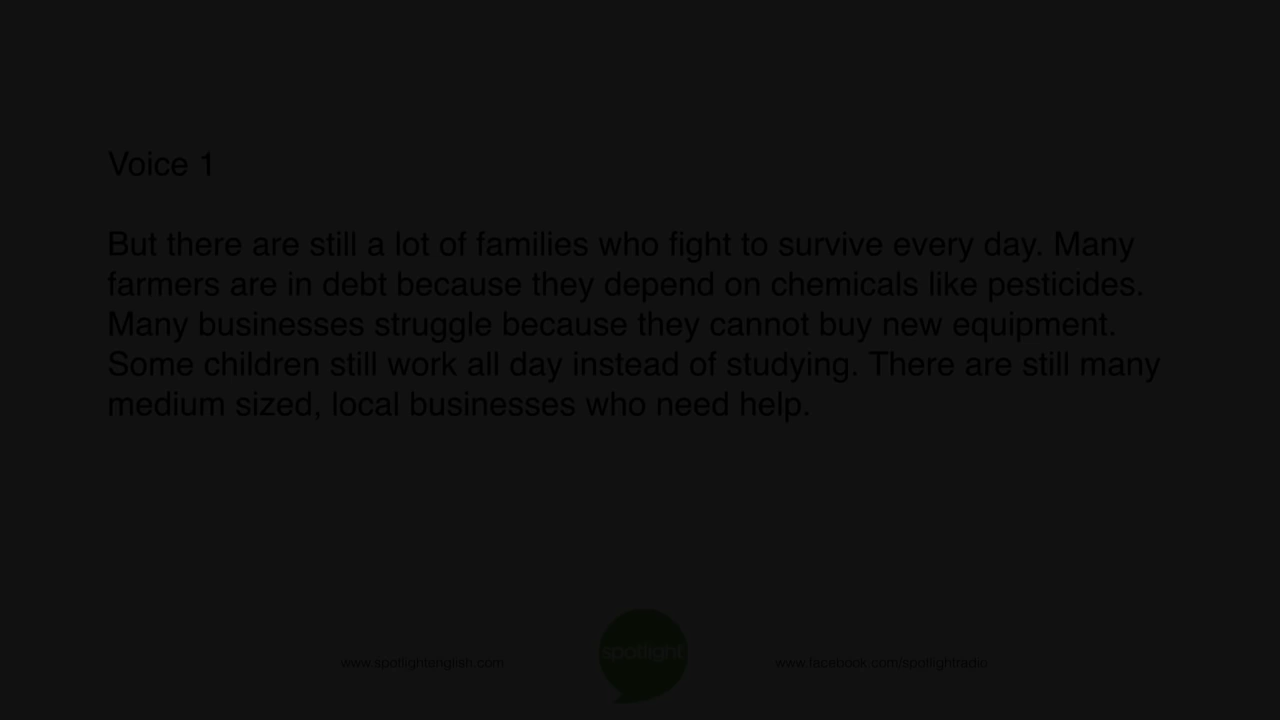 Voice 1
But there are still a lot of families who fight to survive every day. Many
farmers are in debt because they depend on chemicals like pesticides.
Many businesses struggle because they cannot buy new equipment.
Some children still work all day instead of studying. There are still many
medium sized, local businesses who need help.
spotlight
www.spotlightenglish.com
www.facebook.com/spotlightradio